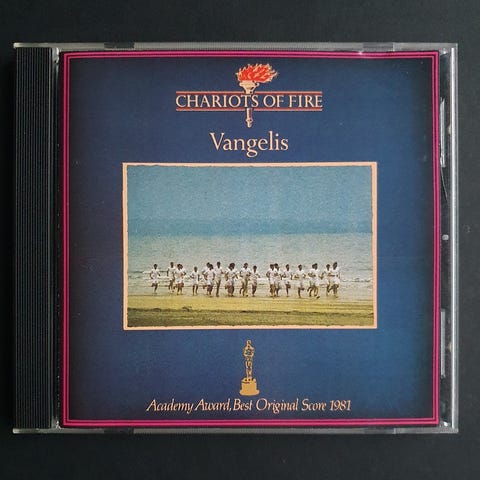 CHARIOTS OF FIRE
Vangelis
Academy Award, Best Original Score 1981